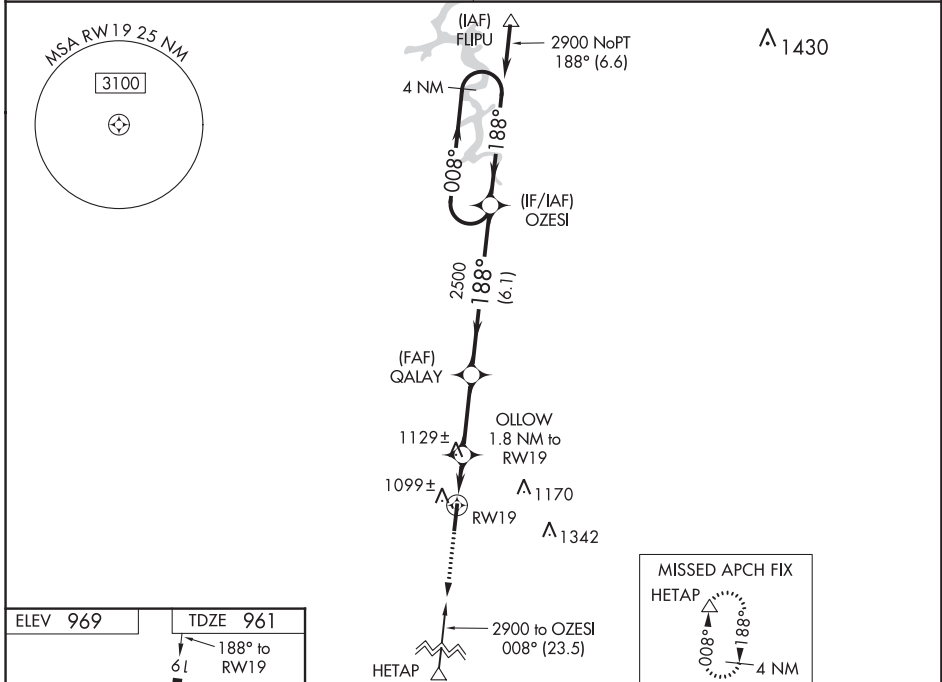 MSA RW19 25 NM
3100
(IAF)
FLIPU
2900 NoPT
188° (6.6)
1430
4 NM
188°
008°
(IF/IAF)
OZESI
2500
188°
(6.1)
(FAF)
QALAY
OLLOW
1.8 NM to
RW19
1129±
1099±
1170
RW19
1342
MISSED APCH FIX
HETAP
008°
188°
4 NM
2900 to OZESI
008° (23.5)
HETAP
ELEV 969
TDZE 961
188° to
RW19
19